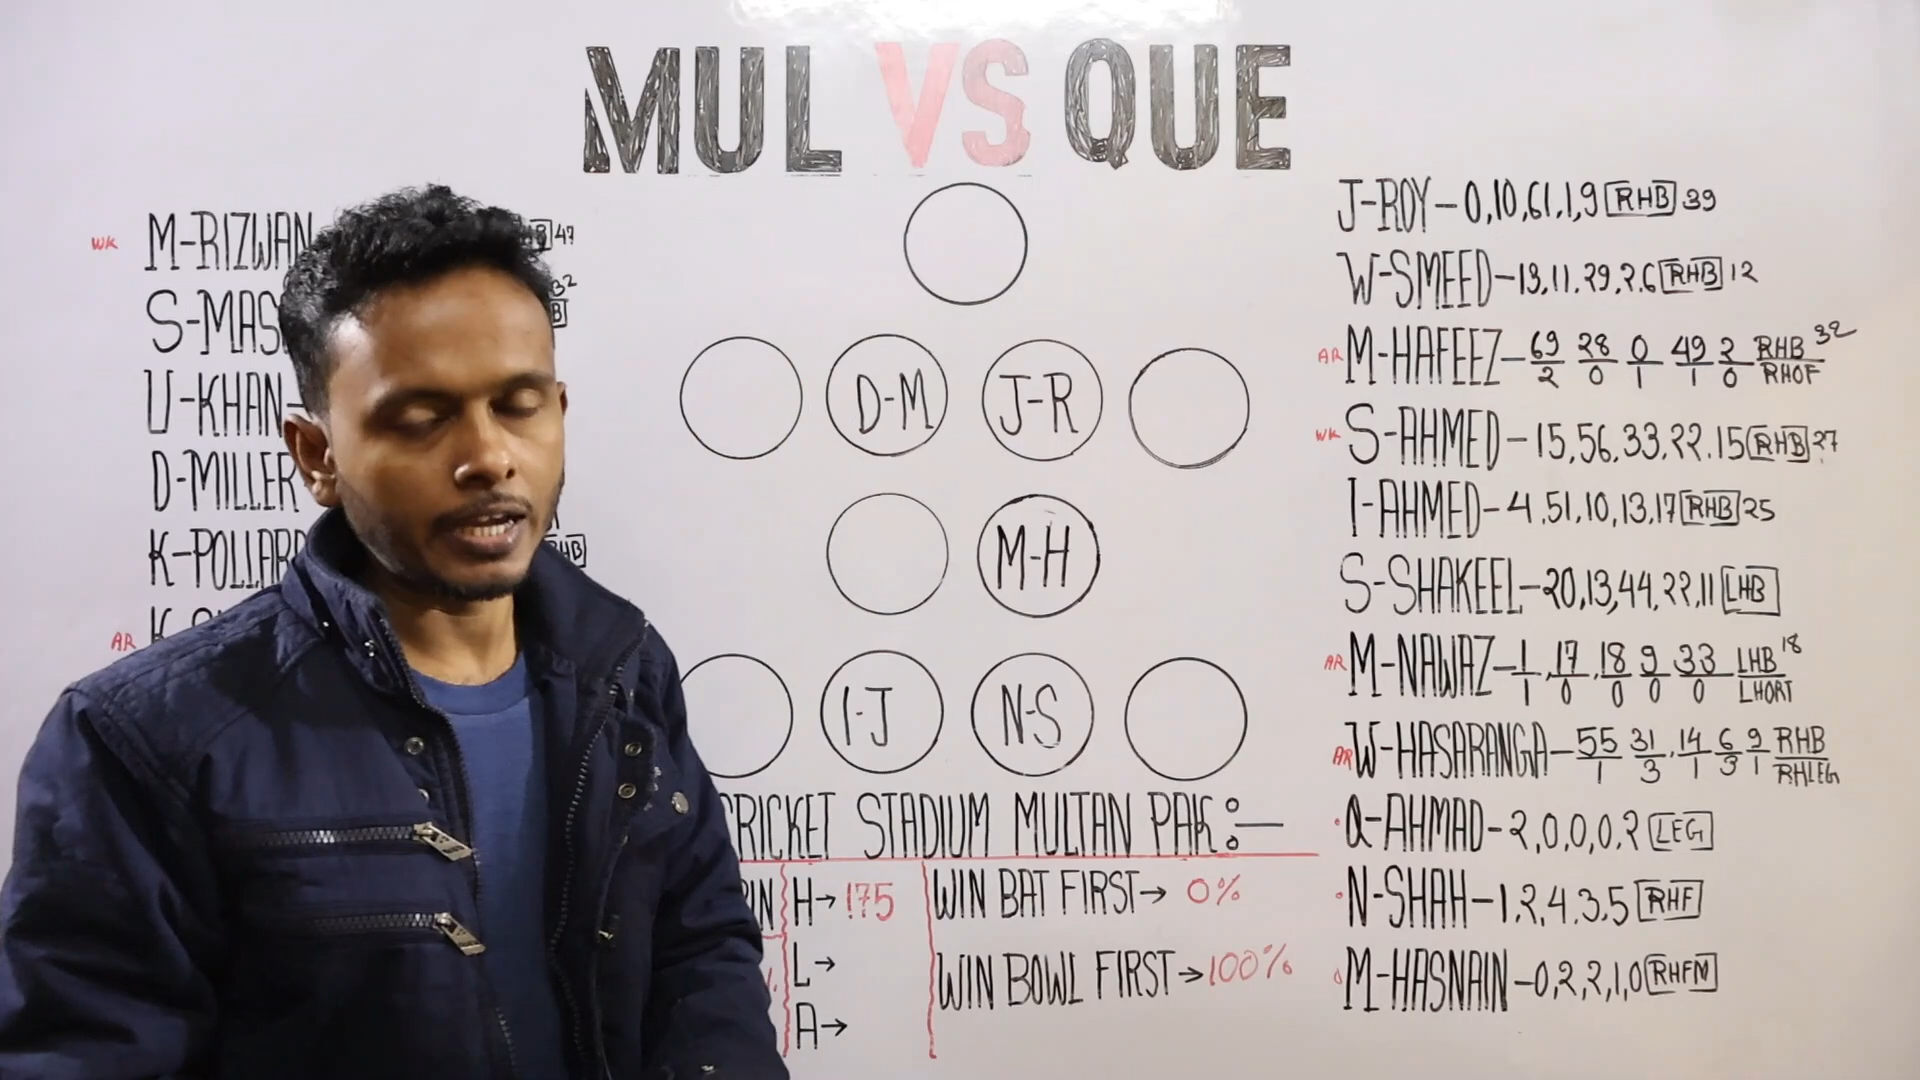 MUL VS QUE
WK M-RIZWAN 47
S-MAS
U-KHAN-
D-MILLER
K-POLLARD RHB
AR
D-M
J-R
M-H
I-J
N-S
CRICKET STADIUM MULTAN PAK:—
H→ 175
L→
A→
WIN BAT FIRST→ 0%
WIN BOWL FIRST→ 100%
J-ROY-0,10,61,1,9 RHB 39
W-SMEED-13,11.29,2.6 RHB 12
AR M-HAFEEZ-69/2 28/0 0/1 49/1 2/0 RHB/RHOF 32
WK S-AHMED-15,56,33,22.15 RHB 27
I-AHMED-4,51,10,13,17 RHB 25
S-SHAKEEL-20,13,44,22,11 LHB
AR M-NAWAZ-1/1,17/0,18/0 9/0 33/0 LHB/LHORT 18
AR W-HASARANGA-55/1 31/3.14/1 6/3 9/1 RHB/RHLEG
Q-AHMAD-2,0,0,0,2 LEG
N-SHAH-1,2,4,3,5 RHF
M-HASNAIN-0,2,2,1,0 RHFM